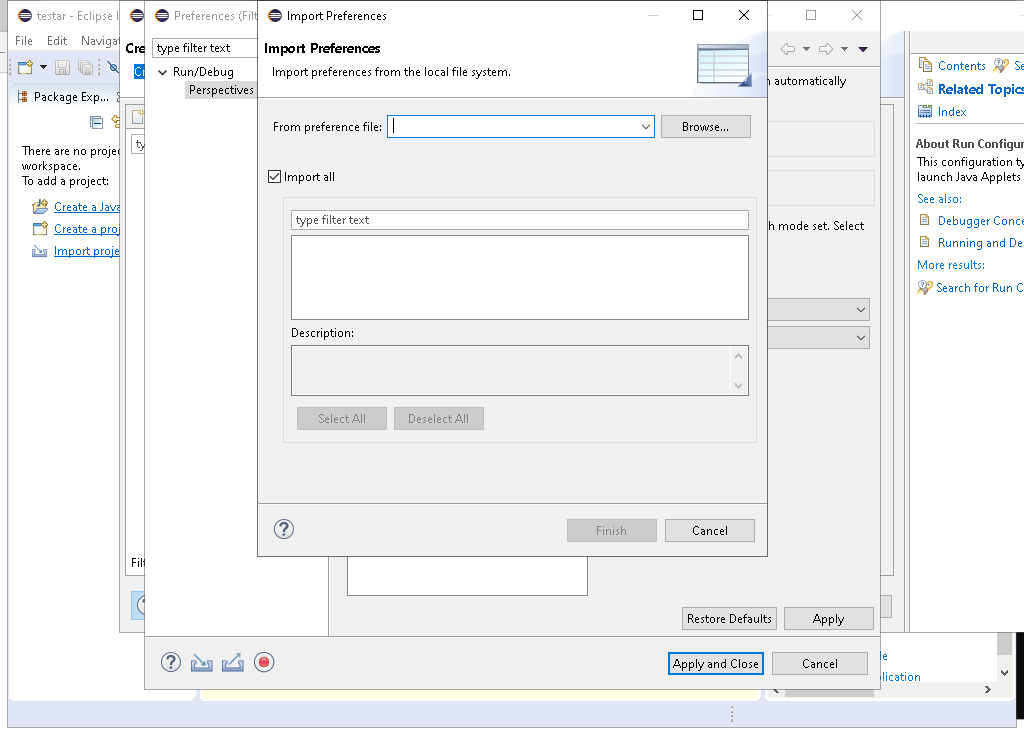 testar - Eclipse I
File Edit Navigat
Package Exp...
There are no projec
workspace.
To add a project:
Create a Java
Create a proj
Import proje
Cre
Cr
ty
Filt
Preferences (Filt
type filter text
Run/Debug
Perspectives
Import Preferences
Import Preferences
Import preferences from the local file system.
From preference file:
Browse...
Import all
type filter text
Description:
Select All
Deselect All
Finish
Cancel
n automatically
h mode set. Select
Restore Defaults
Apply
Apply and Close
Cancel
Contents
Se
Related Topics
Index
About Run Configur
This configuration ty
launch Java Applets
See also:
Debugger Conce
Running and De
More results:
Search for Run C
le
plication